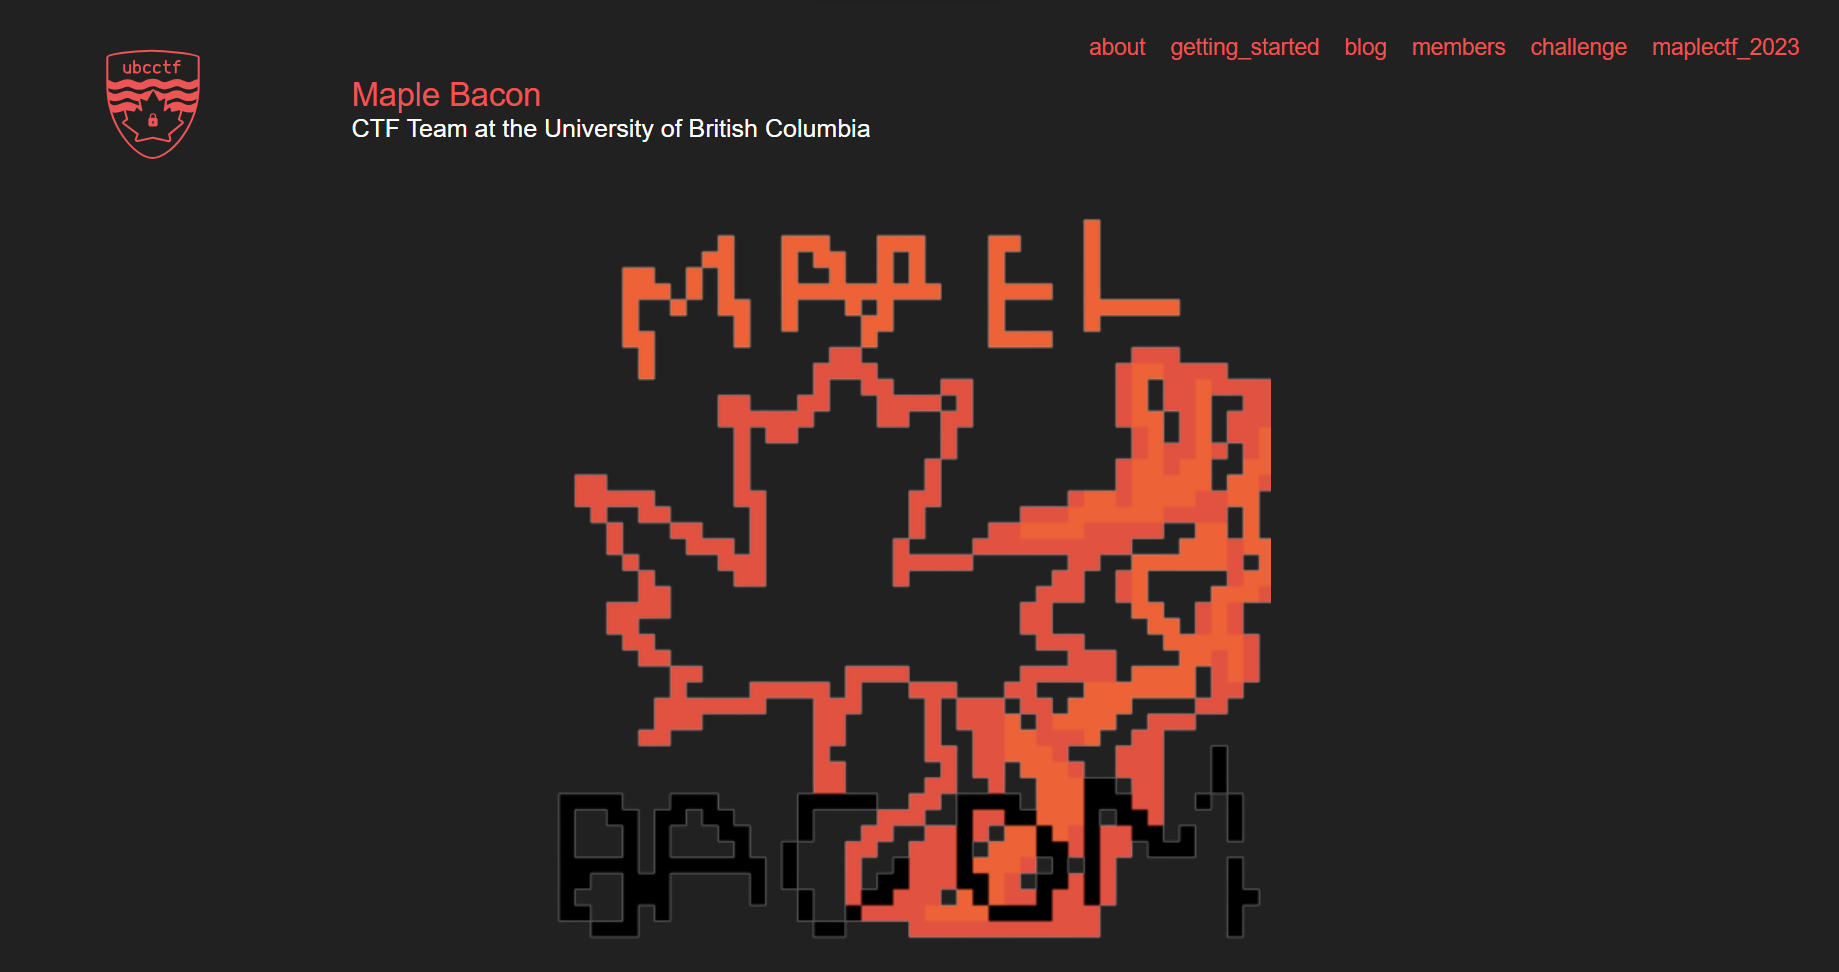 about getting_started blog members challenge maplectf_2023
ubcctf
Maple Bacon
CTF Team at the University of British Columbia
MAPEL
BACON